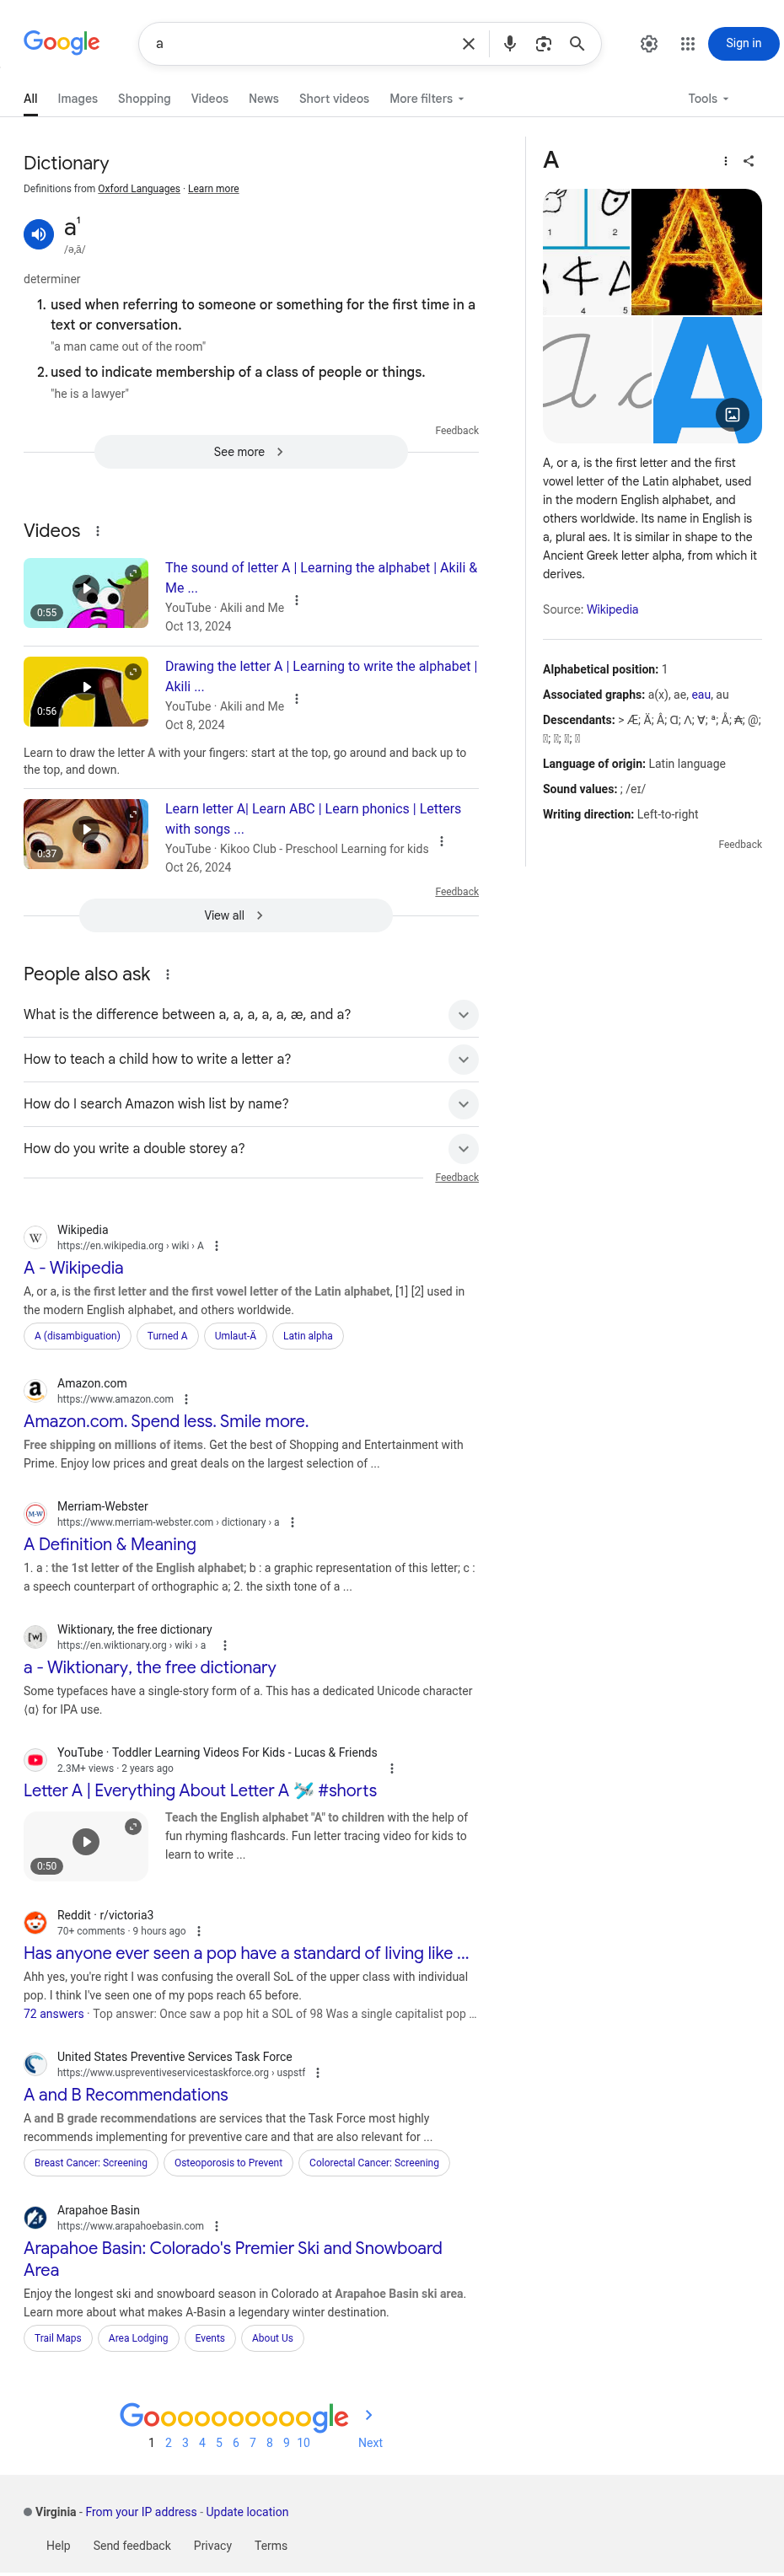 Google
a
Sign in
All
Images
Shopping
Videos
News
Short videos
More filters
Tools
Dictionary
Definitions from Oxford Languages · Learn more
a¹
/ə,ā/
determiner
1. used when referring to someone or something for the first time in a
text or conversation.
"a man came out of the room"
2. used to indicate membership of a class of people or things.
"he is a lawyer"
Feedback
See more
Videos
0:55
The sound of letter A | Learning the alphabet | Akili &
Me ...
YouTube · Akili and Me
Oct 13, 2024
0:56
Drawing the letter A | Learning to write the alphabet |
Akili ...
YouTube · Akili and Me
Oct 8, 2024
Learn to draw the letter A with your fingers: start at the top, go around and back up to
the top, and down.
0:37
Learn letter A| Learn ABC | Learn phonics | Letters
with songs ...
YouTube · Kikoo Club - Preschool Learning for kids
Oct 26, 2024
Feedback
View all
People also ask
What is the difference between a, a, a, a, a, æ, and a?
How to teach a child how to write a letter a?
How do I search Amazon wish list by name?
How do you write a double storey a?
Feedback
Wikipedia
https://en.wikipedia.org › wiki › A
A - Wikipedia
A, or a, is the first letter and the first vowel letter of the Latin alphabet, [1] [2] used in
the modern English alphabet, and others worldwide.
A (disambiguation)
Turned A
Umlaut-Ä
Latin alpha
Amazon.com
https://www.amazon.com
Amazon.com. Spend less. Smile more.
Free shipping on millions of items. Get the best of Shopping and Entertainment with
Prime. Enjoy low prices and great deals on the largest selection of ...
Merriam-Webster
https://www.merriam-webster.com › dictionary › a
A Definition & Meaning
1. a : the 1st letter of the English alphabet; b : a graphic representation of this letter; c :
a speech counterpart of orthographic a; 2. the sixth tone of a ...
Wiktionary, the free dictionary
https://en.wiktionary.org › wiki › a
a - Wiktionary, the free dictionary
Some typefaces have a single-story form of a. This has a dedicated Unicode character
⟨ɑ⟩ for IPA use.
YouTube · Toddler Learning Videos For Kids - Lucas & Friends
2.3M+ views · 2 years ago
Letter A | Everything About Letter A 🛩️ #shorts
0:50
Teach the English alphabet "A" to children with the help of
fun rhyming flashcards. Fun letter tracing video for kids to
learn to write ...
Reddit · r/victoria3
70+ comments · 9 hours ago
Has anyone ever seen a pop have a standard of living like ...
Ahh yes, you're right I was confusing the overall SoL of the upper class with individual
pop. I think I've seen one of my pops reach 65 before.
72 answers · Top answer: Once saw a pop hit a SOL of 98 Was a single capitalist pop ...
United States Preventive Services Task Force
https://www.uspreventiveservicestaskforce.org › uspstf
A and B Recommendations
A and B grade recommendations are services that the Task Force most highly
recommends implementing for preventive care and that are also relevant for ...
Breast Cancer: Screening
Osteoporosis to Prevent
Colorectal Cancer: Screening
Arapahoe Basin
https://www.arapahoebasin.com
Arapahoe Basin: Colorado's Premier Ski and Snowboard
Area
Enjoy the longest ski and snowboard season in Colorado at Arapahoe Basin ski area.
Learn more about what makes A-Basin a legendary winter destination.
Trail Maps
Area Lodging
Events
About Us
A
1
2
4
5
A
a
A
A, or a, is the first letter and the first
vowel letter of the Latin alphabet, used
in the modern English alphabet, and
others worldwide. Its name in English is
a, plural aes. It is similar in shape to the
Ancient Greek letter alpha, from which it
derives.
Source: Wikipedia
Alphabetical position: 1
Associated graphs: a(x), ae, eau, au
Descendants: > Æ; Ä; Â; Ɑ; Λ; Ɐ; ª; Å; ₳; @;
Language of origin: Latin language
Sound values: ; /eɪ/
Writing direction: Left-to-right
Feedback
Goooooooooogle
1 2 3 4 5 6 7 8 9 10 Next
Virginia - From your IP address - Update location
Help
Send feedback
Privacy
Terms